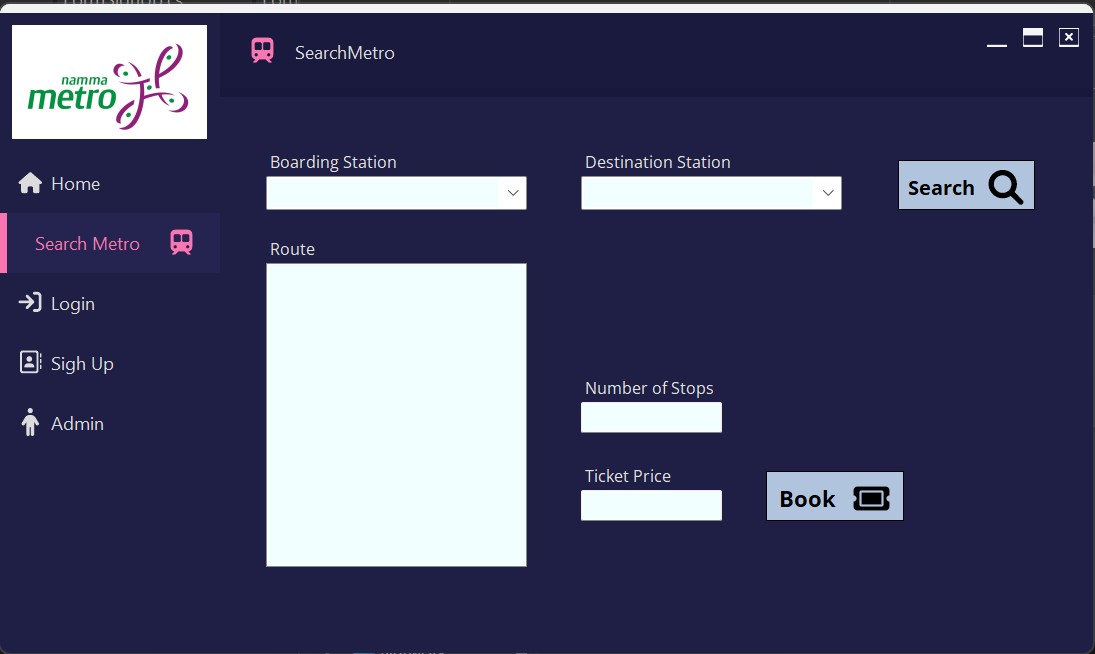 namma
metro
SearchMetro
Home
Search Metro
Login
Sigh Up
Admin
Boarding Station
Destination Station
Search
Route
Number of Stops
Ticket Price
Book